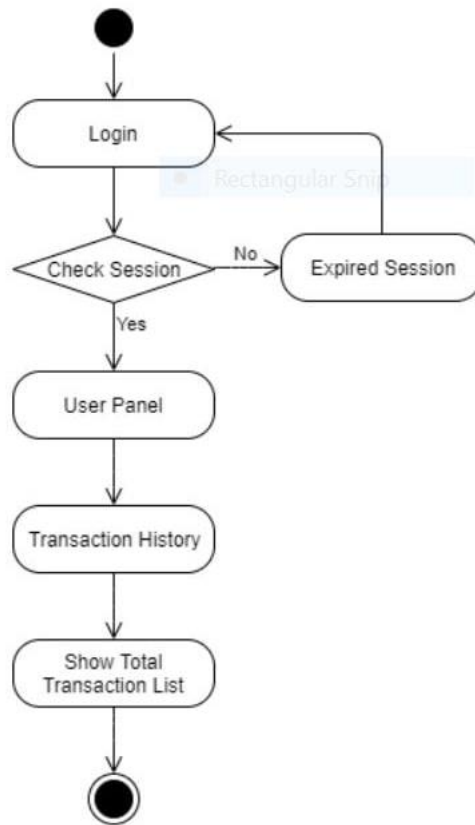 Login
Rectangular Snip
Check Session
No
Expired Session
Yes
User Panel
Transaction History
Show Total
Transaction List